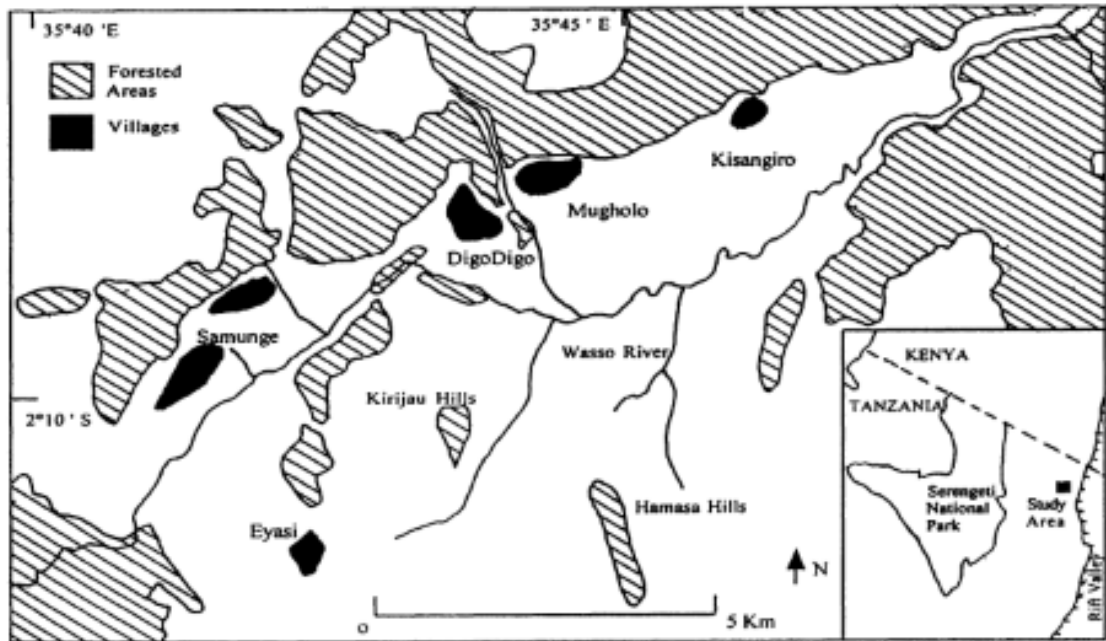 35°40 'E
35°45 ' E
Forested
Areas
Villages
Kisangiro
Mugholo
DigoDigo
Samunge
Wasso River
Kirijau Hills
2°10 ' S
Hamasa Hills
Eyasi
N
o
5 Km
KENYA
TANZANIA
Serengeti
National
Park
Study
Area
Rift Valley